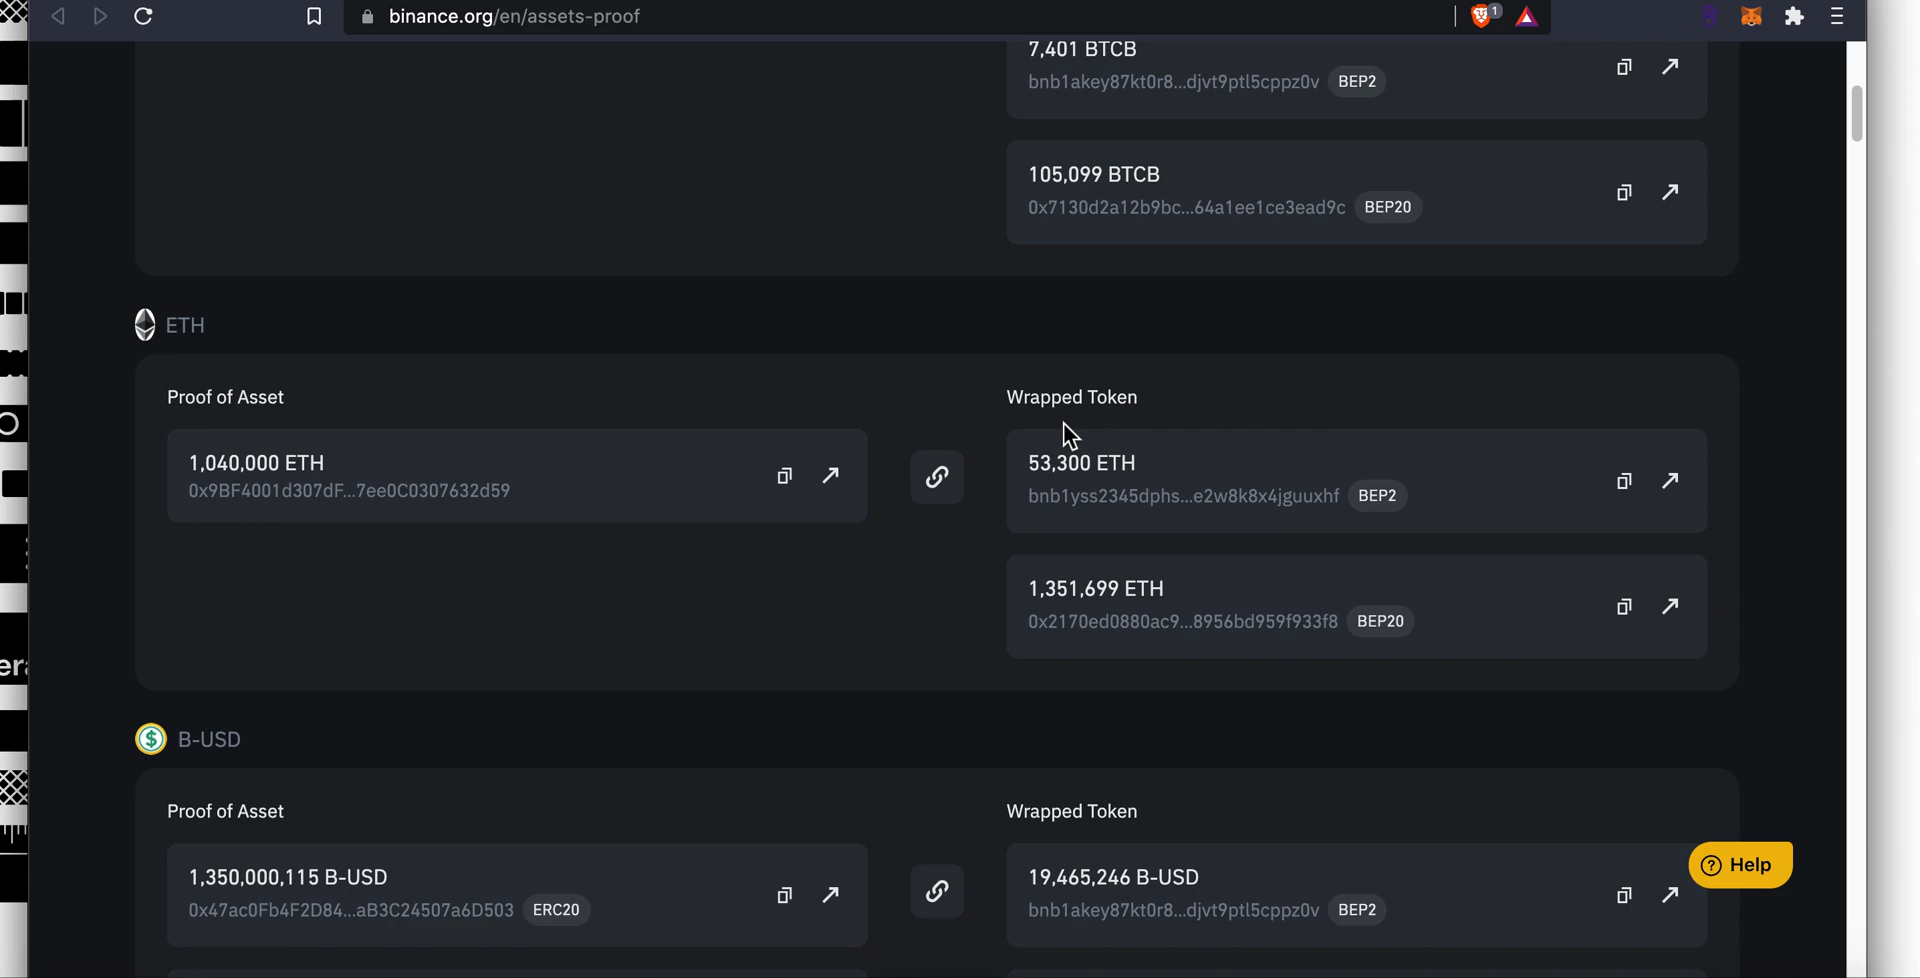 binance.org/en/assets-proof
1
7,401 BTCB
bnb1akey87kt0r8...djvt9ptl5cppz0v BEP2
105,099 BTCB
0x7130d2a12b9bc...64a1ee1ce3ead9c BEP20
ETH
Proof of Asset
Wrapped Token
1,040,000 ETH
0x9BF4001d307dF...7ee0C0307632d59
53,300 ETH
bnb1yss2345dphs...e2w8k8x4jguuxhf BEP2
1,351,699 ETH
0x2170ed0880ac9...8956bd959f933f8 BEP20
era
B-USD
Proof of Asset
Wrapped Token
1,350,000,115 B-USD
0x47ac0Fb4F2D84...aB3C24507a6D503 ERC20
19,465,246 B-USD
bnb1akey87kt0r8...djvt9ptl5cppz0v BEP2
Help